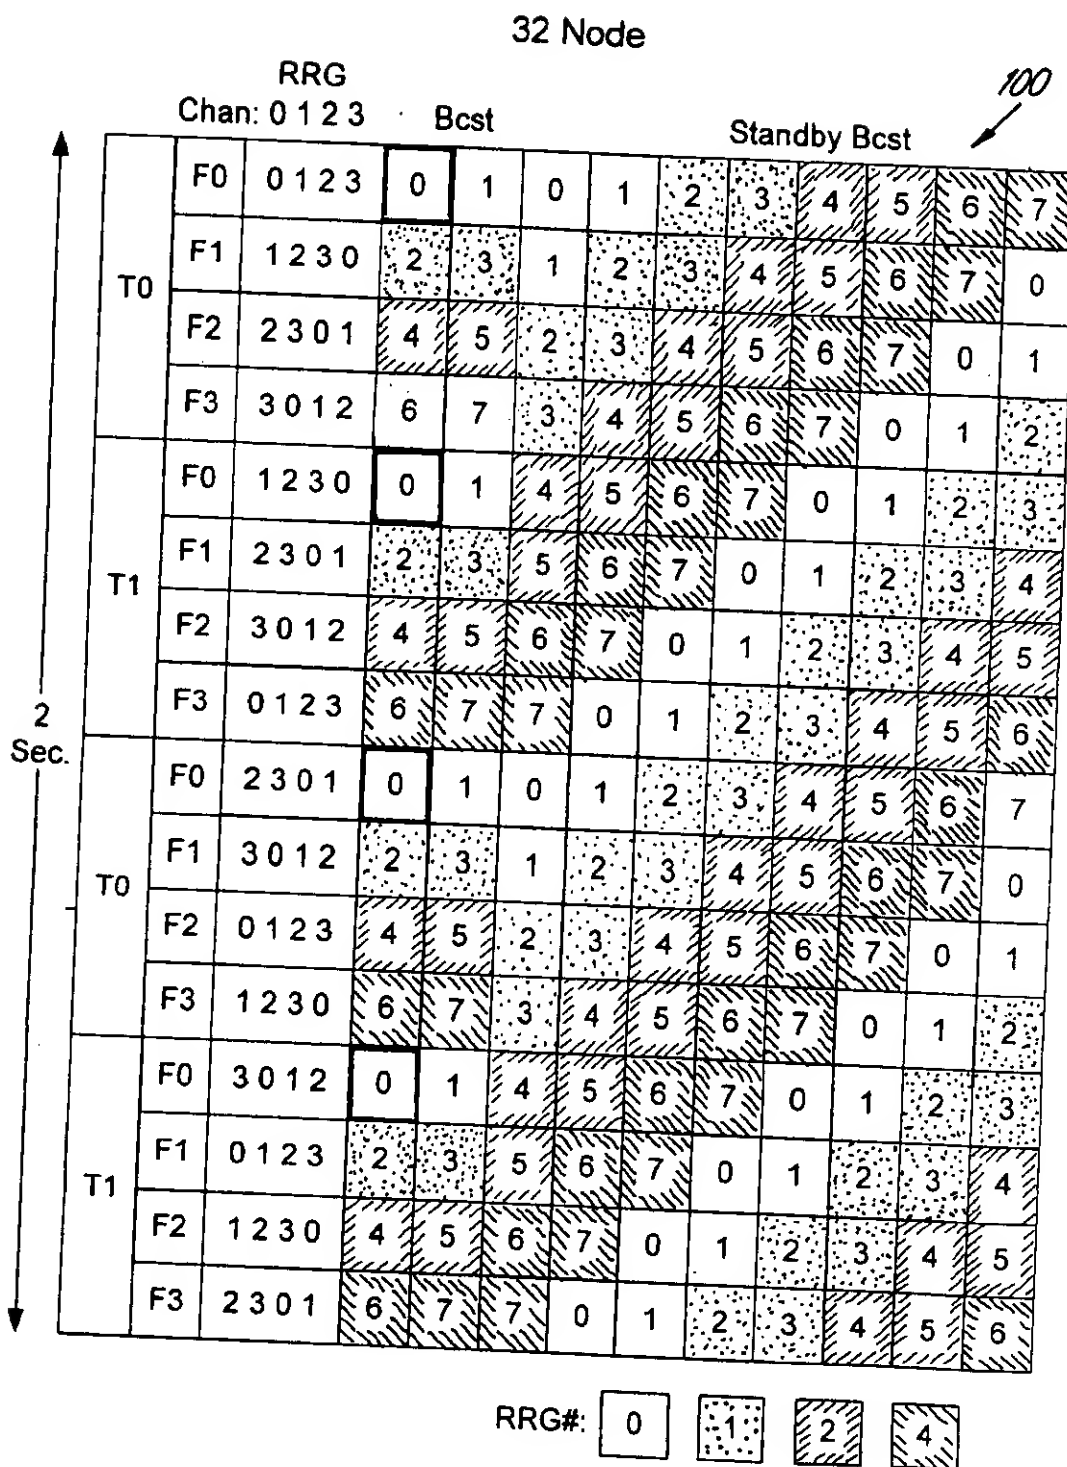 32 Node
100
RRG
Chan: 0 1 2 3 Bcst Standby Bcst
T0 F0 0 1 2 3 0 1 0 1 2 3 4 5 6 7
F1 1 2 3 0 2 3 1 2 3 4 5 6 7 0
F2 2 3 0 1 4 5 2 3 4 5 6 7 0 1
F3 3 0 1 2 6 7 3 4 5 6 7 0 1 2
T1 F0 1 2 3 0 0 1 4 5 6 7 0 1 2 3
F1 2 3 0 1 2 3 5 6 7 0 1 2 3 4
F2 3 0 1 2 4 5 6 7 0 1 2 3 4 5
F3 0 1 2 3 6 7 7 0 1 2 3 4 5 6
2 Sec.
T0 F0 2 3 0 1 0 1 0 1 2 3 4 5 6 7
F1 3 0 1 2 2 3 1 2 3 4 5 6 7 0
F2 0 1 2 3 4 5 2 3 4 5 6 7 0 1
F3 1 2 3 0 6 7 3 4 5 6 7 0 1 2
T1 F0 3 0 1 2 0 1 4 5 6 7 0 1 2 3
F1 0 1 2 3 2 3 5 6 7 0 1 2 3 4
F2 1 2 3 0 4 5 6 7 0 1 2 3 4 5
F3 2 3 0 1 6 7 7 0 1 2 3 4 5 6
RRG#: 0 1 2 4